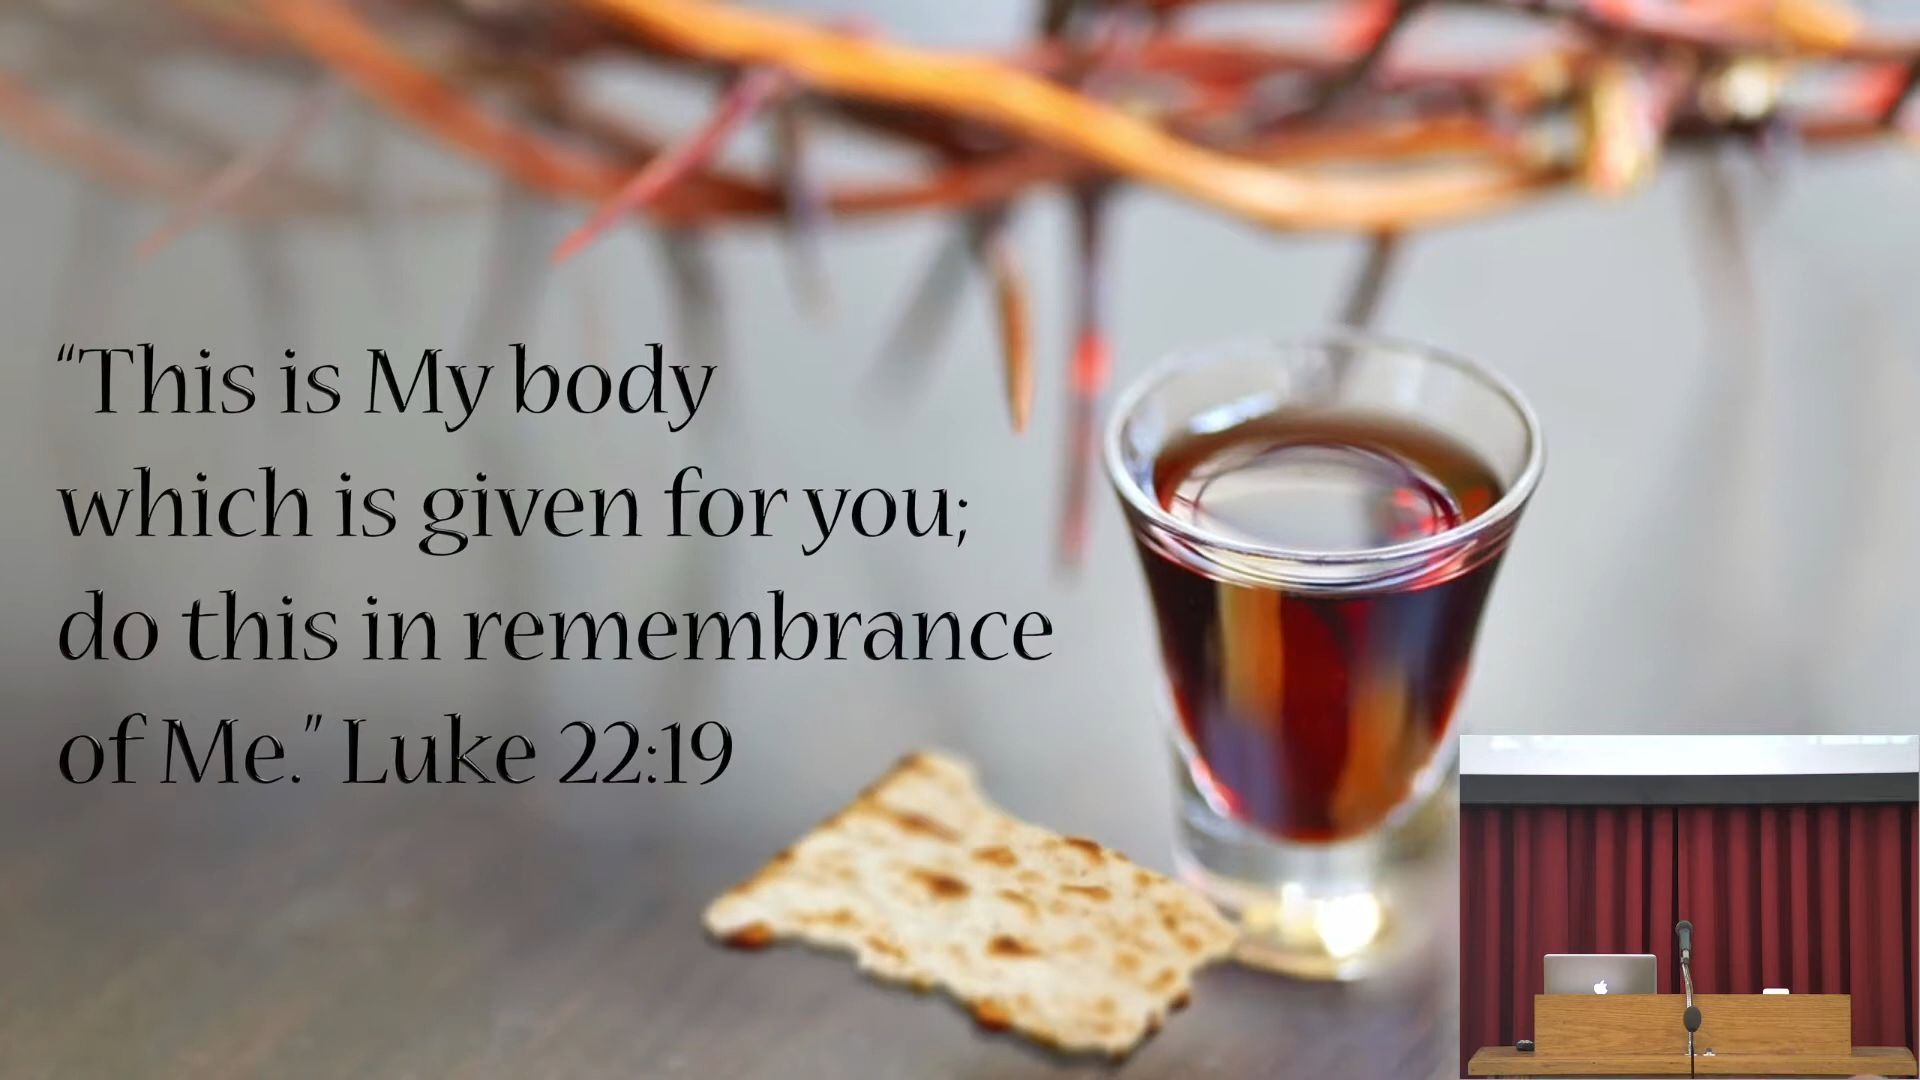 “This is My body
which is given for you;
do this in remembrance
of Me.” Luke 22:19